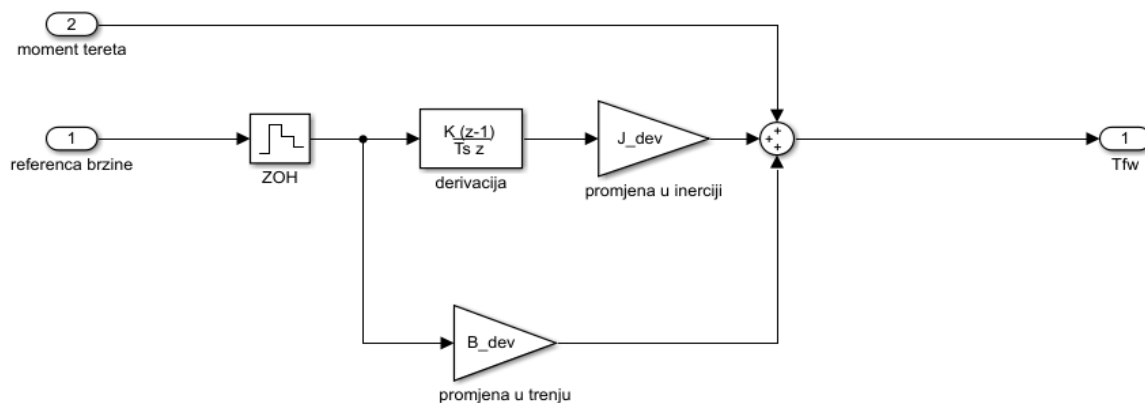 2
moment tereta
1
referenca brzine
ZOH
K (z-1)
Ts z
derivacija
J_dev
promjena u inerciji
+
+
+
1
Tfw
B_dev
promjena u trenju